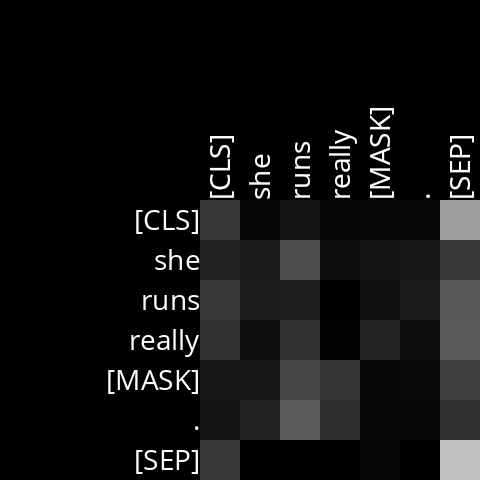 [CLS] she runs really [MASK] . [SEP]
[CLS]
she
runs
really
[MASK]
.
[SEP]